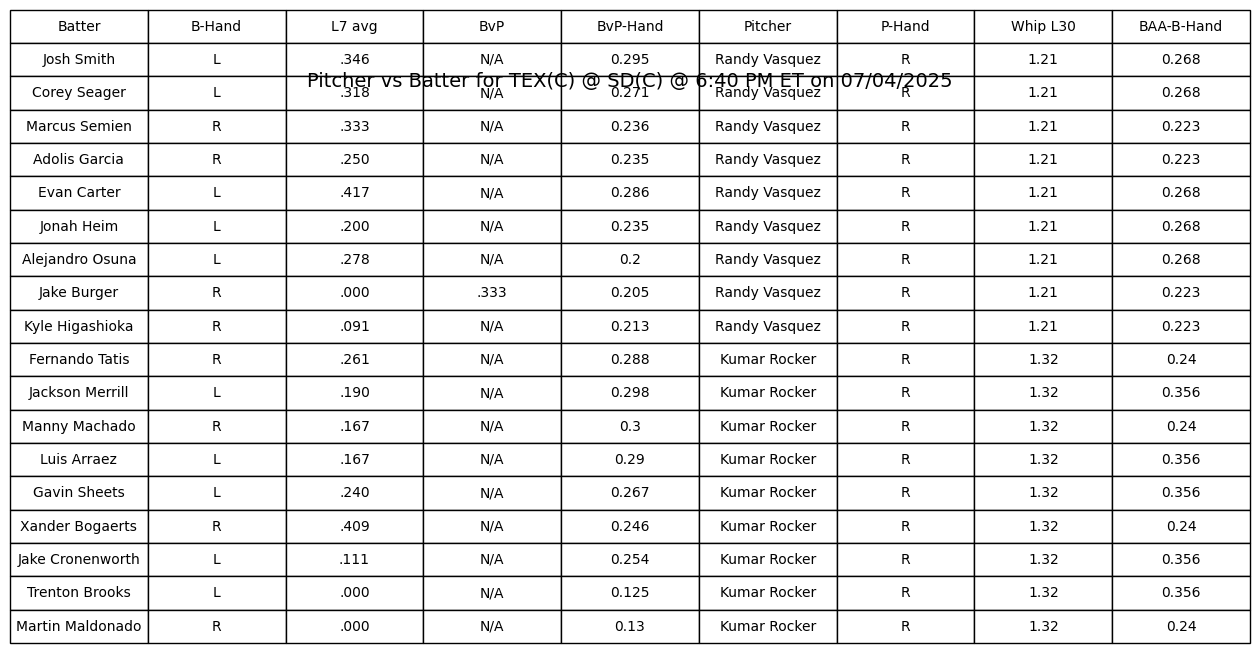 Batter B-Hand L7 avg BvP BvP-Hand Pitcher P-Hand Whip L30 BAA-B-Hand
Josh Smith L .346 N/A 0.295 Randy Vasquez R 1.21 0.268
Pitcher vs Batter for TEX(C) @ SD(C) @ 6:40 PM ET on 07/04/2025
Corey Seager L .318 N/A 0.271 Randy Vasquez R 1.21 0.268
Marcus Semien R .333 N/A 0.236 Randy Vasquez R 1.21 0.223
Adolis Garcia R .250 N/A 0.235 Randy Vasquez R 1.21 0.223
Evan Carter L .417 N/A 0.286 Randy Vasquez R 1.21 0.268
Jonah Heim L .200 N/A 0.235 Randy Vasquez R 1.21 0.268
Alejandro Osuna L .278 N/A 0.2 Randy Vasquez R 1.21 0.268
Jake Burger R .000 .333 0.205 Randy Vasquez R 1.21 0.223
Kyle Higashioka R .091 N/A 0.213 Randy Vasquez R 1.21 0.223
Fernando Tatis R .261 N/A 0.288 Kumar Rocker R 1.32 0.24
Jackson Merrill L .190 N/A 0.298 Kumar Rocker R 1.32 0.356
Manny Machado R .167 N/A 0.3 Kumar Rocker R 1.32 0.24
Luis Arraez L .167 N/A 0.29 Kumar Rocker R 1.32 0.356
Gavin Sheets L .240 N/A 0.267 Kumar Rocker R 1.32 0.356
Xander Bogaerts R .409 N/A 0.246 Kumar Rocker R 1.32 0.24
Jake Cronenworth L .111 N/A 0.254 Kumar Rocker R 1.32 0.356
Trenton Brooks L .000 N/A 0.125 Kumar Rocker R 1.32 0.356
Martin Maldonado R .000 N/A 0.13 Kumar Rocker R 1.32 0.24